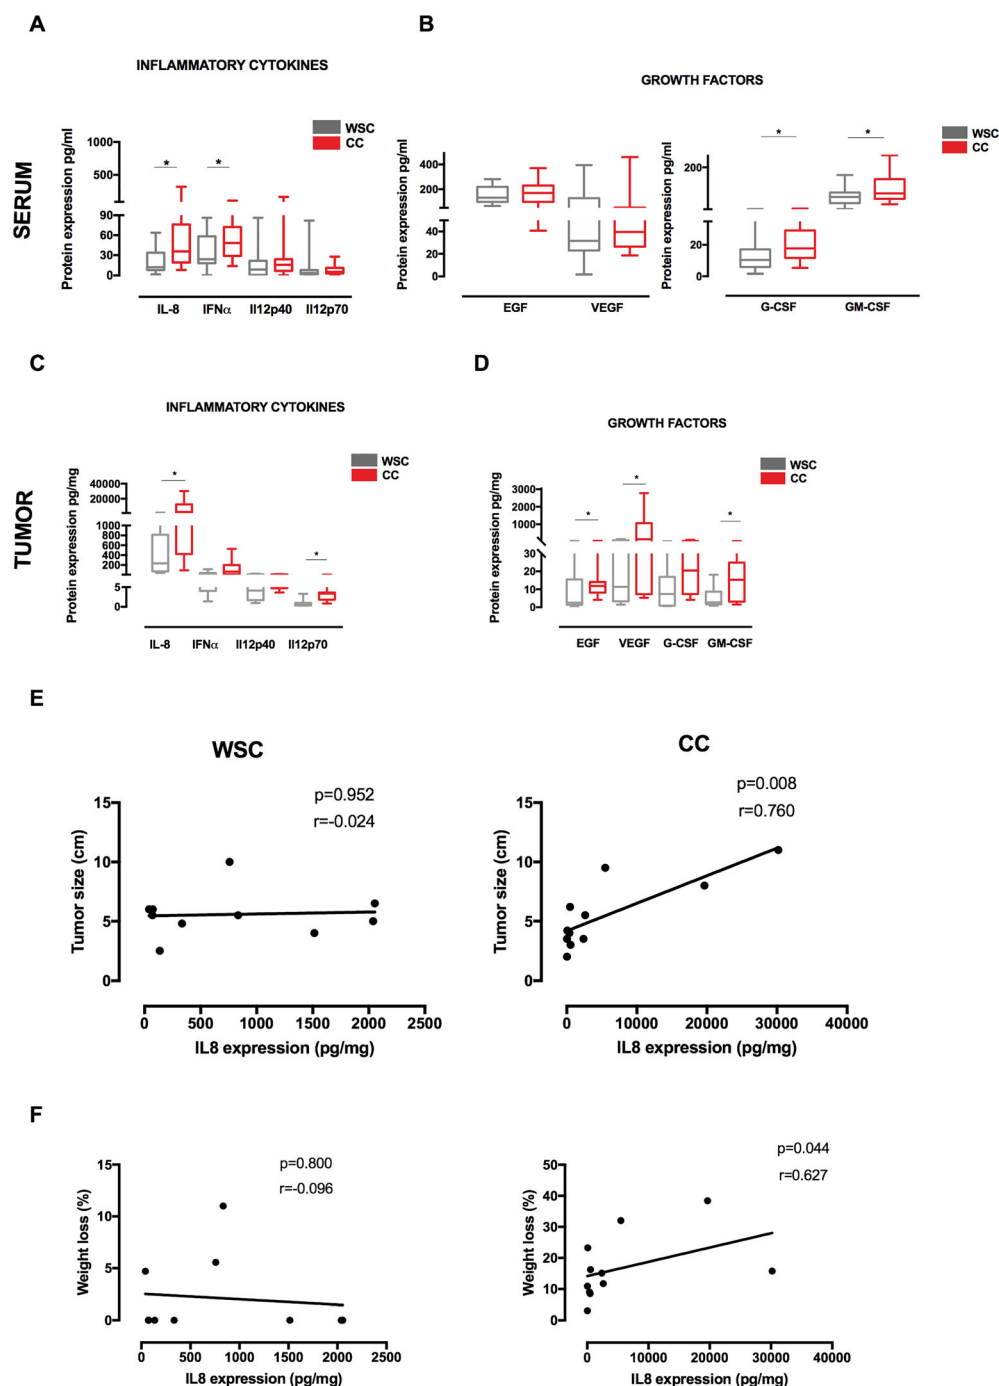 A
INFLAMMATORY CYTOKINES
WSC
CC
SERUM
Protein expression pg/ml
1000
500
90
60
30
0
*
*
IL-8 IFNα Il12p40 Il12p70
B
GROWTH FACTORS
WSC
CC
Protein expression pg/ml
400
200
40
20
0
EGF VEGF
Protein expression pg/ml
200
20
0
*
*
G-CSF GM-CSF
C
INFLAMMATORY CYTOKINES
WSC
CC
TUMOR
Protein expression pg/mg
40000
20000
1000
800
600
400
200
5
0
*
*
IL-8 IFNα Il12p40 Il12p70
D
GROWTH FACTORS
WSC
CC
Protein expression pg/mg
3000
2000
1000
30
20
10
0
*
*
*
EGF VEGF G-CSF GM-CSF
E
WSC
p=0.952
r=-0.024
Tumor size (cm)
15
10
5
0
0 500 1000 1500 2000 2500
IL8 expression (pg/mg)
CC
p=0.008
r=0.760
Tumor size (cm)
15
10
5
0
0 10000 20000 30000 40000
IL8 expression (pg/mg)
F
p=0.800
r=-0.096
Weight loss (%)
15
10
5
0
0 500 1000 1500 2000 2500
IL8 expression (pg/mg)
p=0.044
r=0.627
Weight loss (%)
50
40
30
20
10
0
0 10000 20000 30000 40000
IL8 expression (pg/mg)